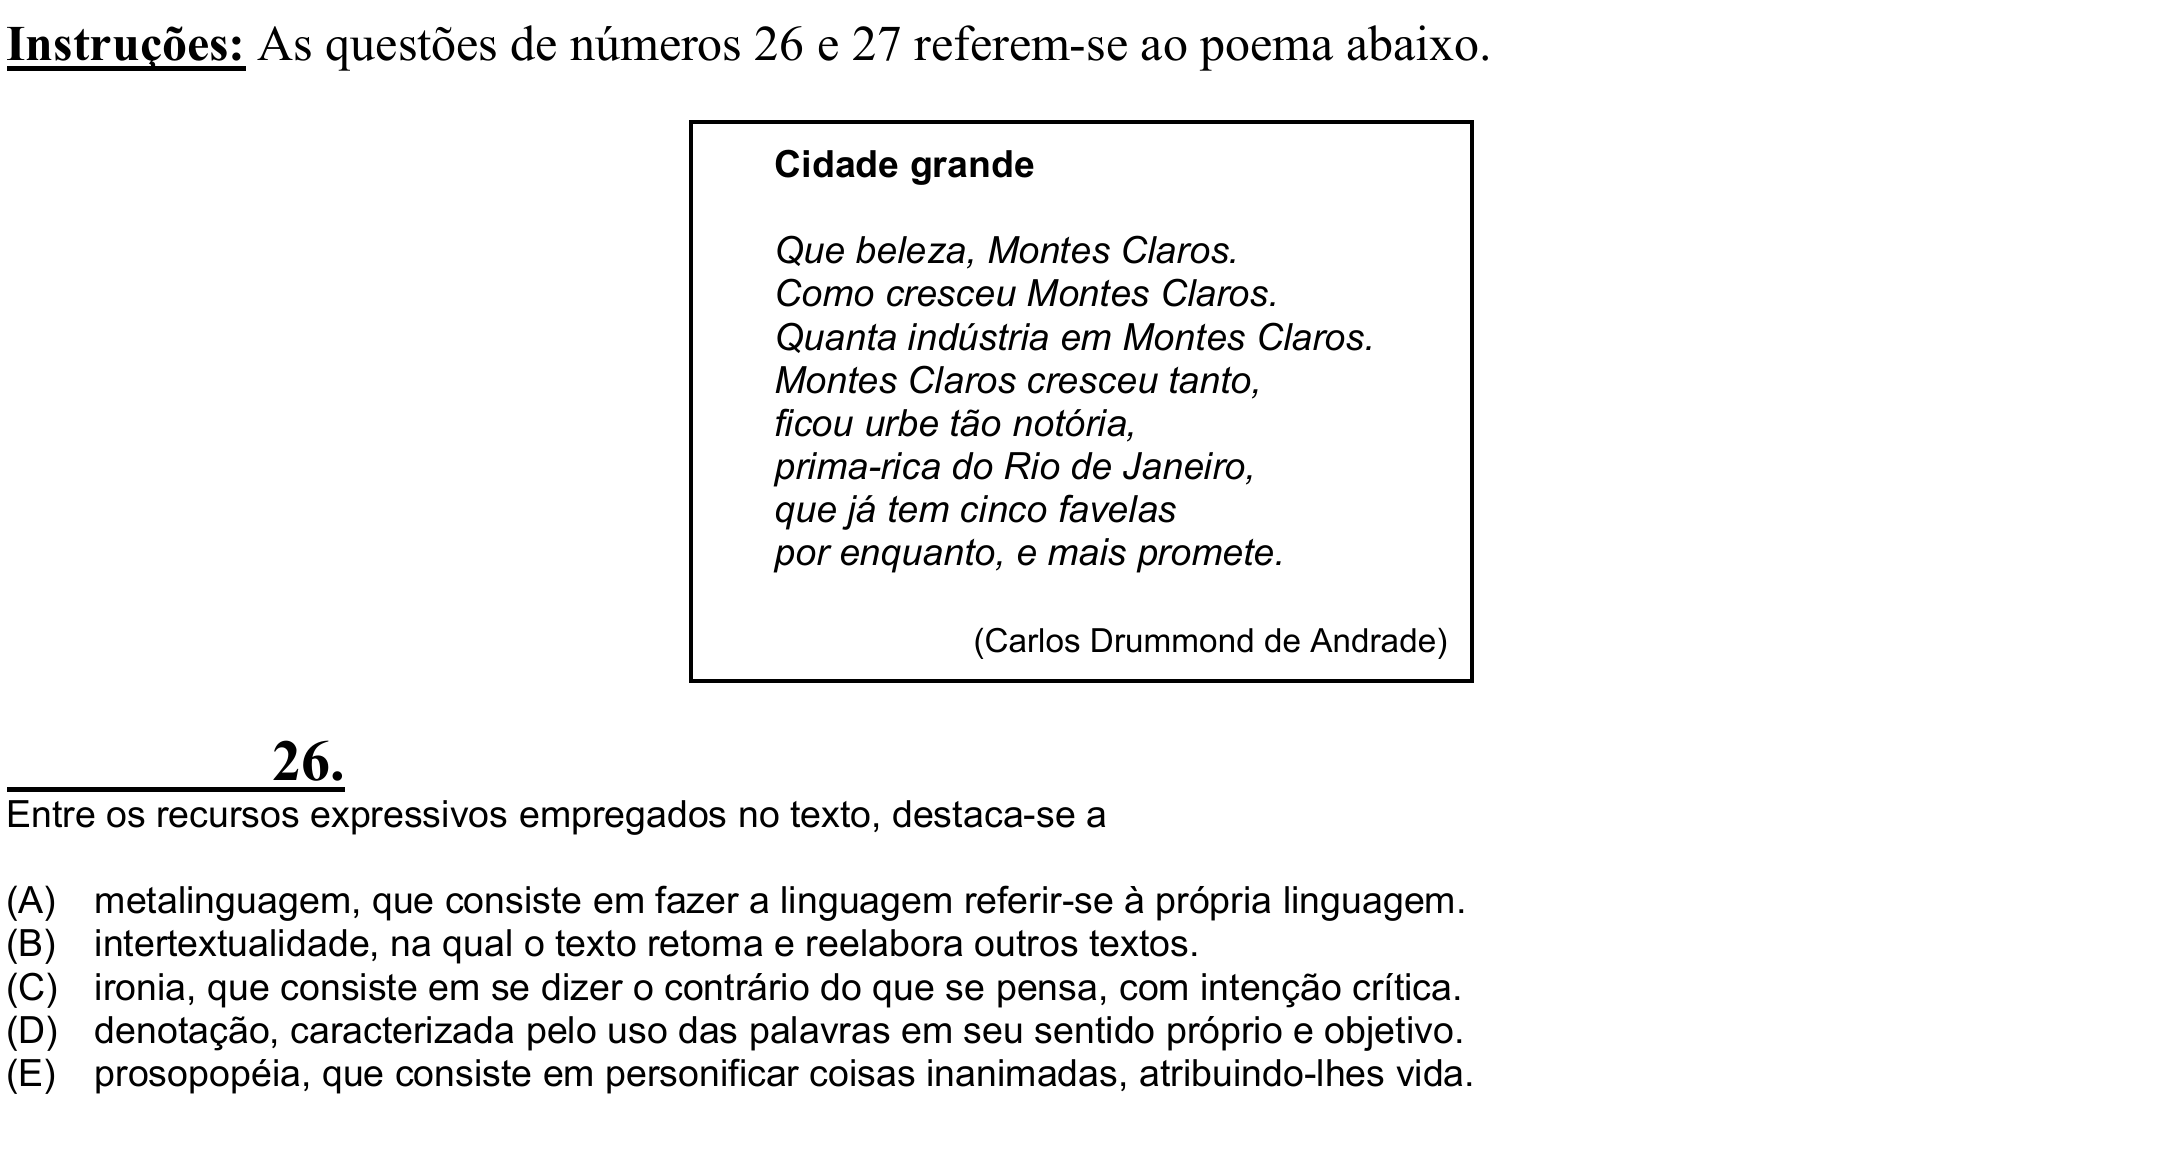 Instruções: As questões de números 26 e 27 referem-se ao poema abaixo.
Cidade grande
Que beleza, Montes Claros.
Como cresceu Montes Claros.
Quanta indústria em Montes Claros.
Montes Claros cresceu tanto,
ficou urbe tão notória,
prima-rica do Rio de Janeiro,
que já tem cinco favelas
por enquanto, e mais promete.
(Carlos Drummond de Andrade)
26.
Entre os recursos expressivos empregados no texto, destaca-se a
(A) metalinguagem, que consiste em fazer a linguagem referir-se à própria linguagem.
(B) intertextualidade, na qual o texto retoma e reelabora outros textos.
(C) ironia, que consiste em se dizer o contrário do que se pensa, com intenção crítica.
(D) denotação, caracterizada pelo uso das palavras em seu sentido próprio e objetivo.
(E) prosopopéia, que consiste em personificar coisas inanimadas, atribuindo-lhes vida.